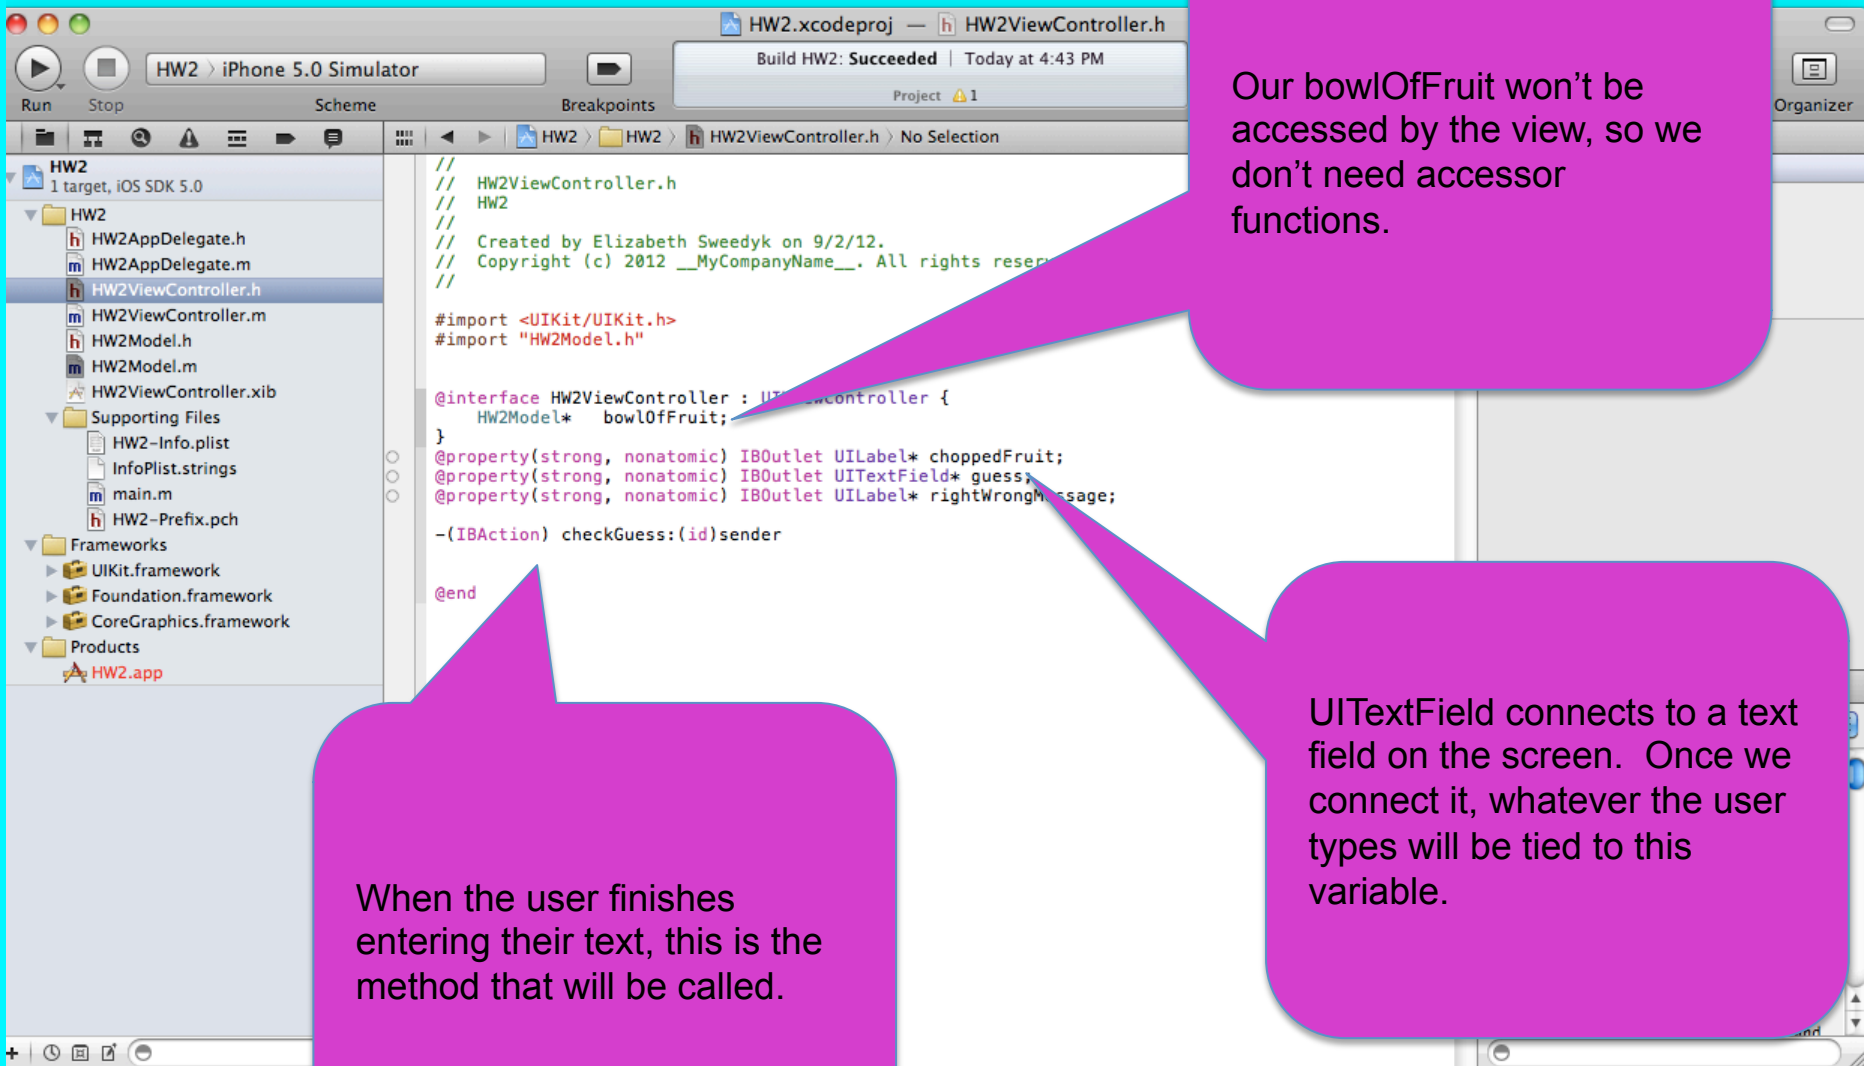 HW2.xcodeproj — h HW2ViewController.h
HW2 › iPhone 5.0 Simulator
Build HW2: Succeeded | Today at 4:43 PM
Project 1
Run Stop Scheme Breakpoints Organizer
HW2 › HW2 › h HW2ViewController.h › No Selection
HW2
1 target, iOS SDK 5.0
HW2
h HW2AppDelegate.h
m HW2AppDelegate.m
h HW2ViewController.h
m HW2ViewController.m
h HW2Model.h
m HW2Model.m
HW2ViewController.xib
Supporting Files
HW2-Info.plist
InfoPlist.strings
m main.m
h HW2-Prefix.pch
Frameworks
UIKit.framework
Foundation.framework
CoreGraphics.framework
Products
HW2.app
//
// HW2ViewController.h
// HW2
//
// Created by Elizabeth Sweedyk on 9/2/12.
// Copyright (c) 2012 __MyCompanyName__. All rights reser
//
#import <UIKit/UIKit.h>
#import "HW2Model.h"
@interface HW2ViewController : UIViewController {
HW2Model* bowlOfFruit;
}
@property(strong, nonatomic) IBOutlet UILabel* choppedFruit;
@property(strong, nonatomic) IBOutlet UITextField* guess;
@property(strong, nonatomic) IBOutlet UILabel* rightWrongMessage;
-(IBAction) checkGuess:(id)sender
@end
Our bowlOfFruit won’t be
accessed by the view, so we
don’t need accessor
functions.
UITextField connects to a text
field on the screen. Once we
connect it, whatever the user
types will be tied to this
variable.
When the user finishes
entering their text, this is the
method that will be called.